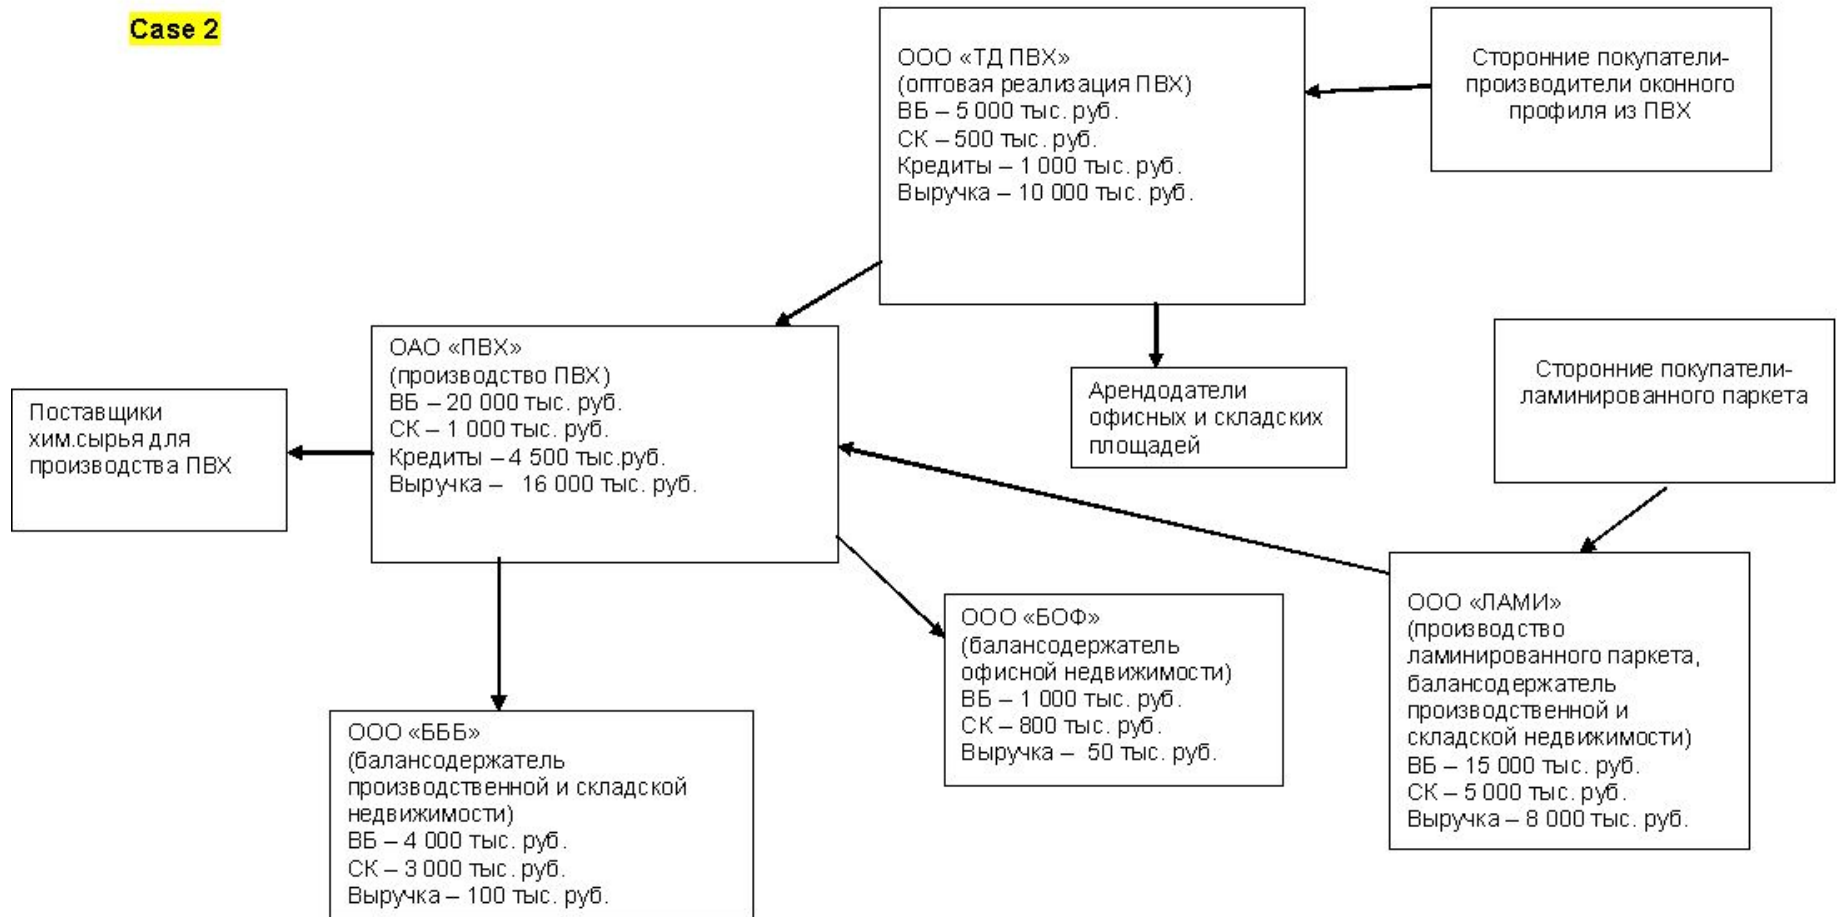 Case 2
ООО «ТД ПВХ»
(оптовая реализация ПВХ)
ВБ – 5 000 тыс. руб.
СК – 500 тыс. руб.
Кредиты – 1 000 тыс. руб.
Выручка – 10 000 тыс. руб.
Сторонние покупатели-
производители оконного
профиля из ПВХ
ОАО «ПВХ»
(производство ПВХ)
ВБ – 20 000 тыс. руб.
СК – 1 000 тыс. руб.
Кредиты – 4 500 тыс.руб.
Выручка – 16 000 тыс. руб.
Поставщики
хим.сырья для
производства ПВХ
Арендодатели
офисных и складских
площадей
Сторонние покупатели-
ламинированного паркета
ООО «БОФ»
(балансодержатель
офисной недвижимости)
ВБ – 1 000 тыс. руб.
СК – 800 тыс. руб.
Выручка – 50 тыс. руб.
ООО «ЛАМИ»
(производство
ламинированного паркета,
балансодержатель
производственной и
складской недвижимости)
ВБ – 15 000 тыс. руб.
СК – 5 000 тыс. руб.
Выручка – 8 000 тыс. руб.
ООО «БББ»
(балансодержатель
производственной и складской
недвижимости)
ВБ – 4 000 тыс. руб.
СК – 3 000 тыс. руб.
Выручка – 100 тыс. руб.